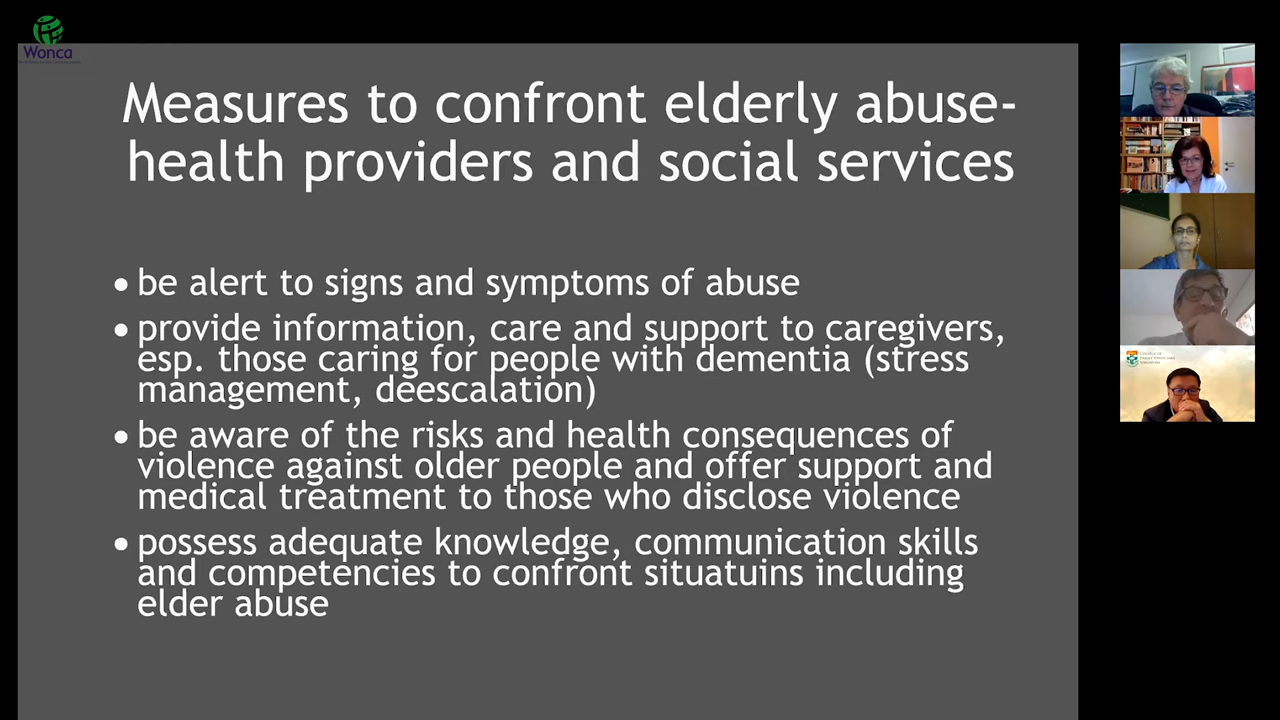 Wonca
Measures to confront elderly abuse-
health providers and social services
• be alert to signs and symptoms of abuse
• provide information, care and support to caregivers,
esp. those caring for people with dementia (stress
management, deescalation)
• be aware of the risks and health consequences of
violence against older people and offer support and
medical treatment to those who disclose violence
• possess adequate knowledge, communication skills
and competencies to confront situatuins including
elder abuse